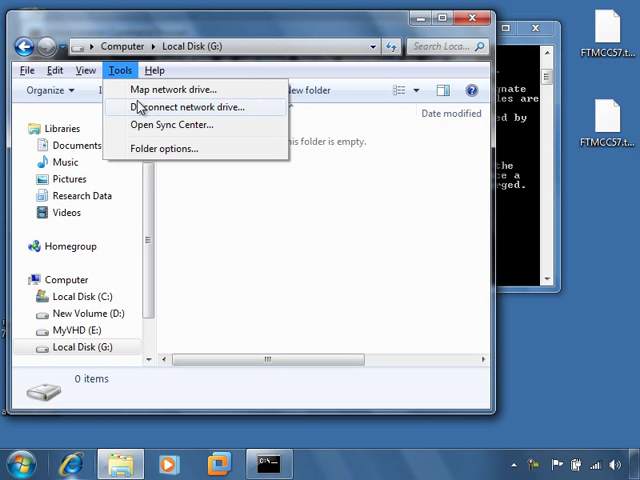 Computer ▸ Local Disk (G:)
Search Loca...
FTMCC57.t...
File Edit View Tools Help
Map network drive...
Disconnect network drive...
Open Sync Center...
Folder options...
Organize
New folder
Date modified
This folder is empty.
Libraries
Documents
Music
Pictures
Research Data
Videos
Homegroup
Computer
Local Disk (C:)
New Volume (D:)
MyVHD (E:)
Local Disk (G:)
0 items
gnate
les are
ed by
FTMCC57.t...
the
ce a
rged.